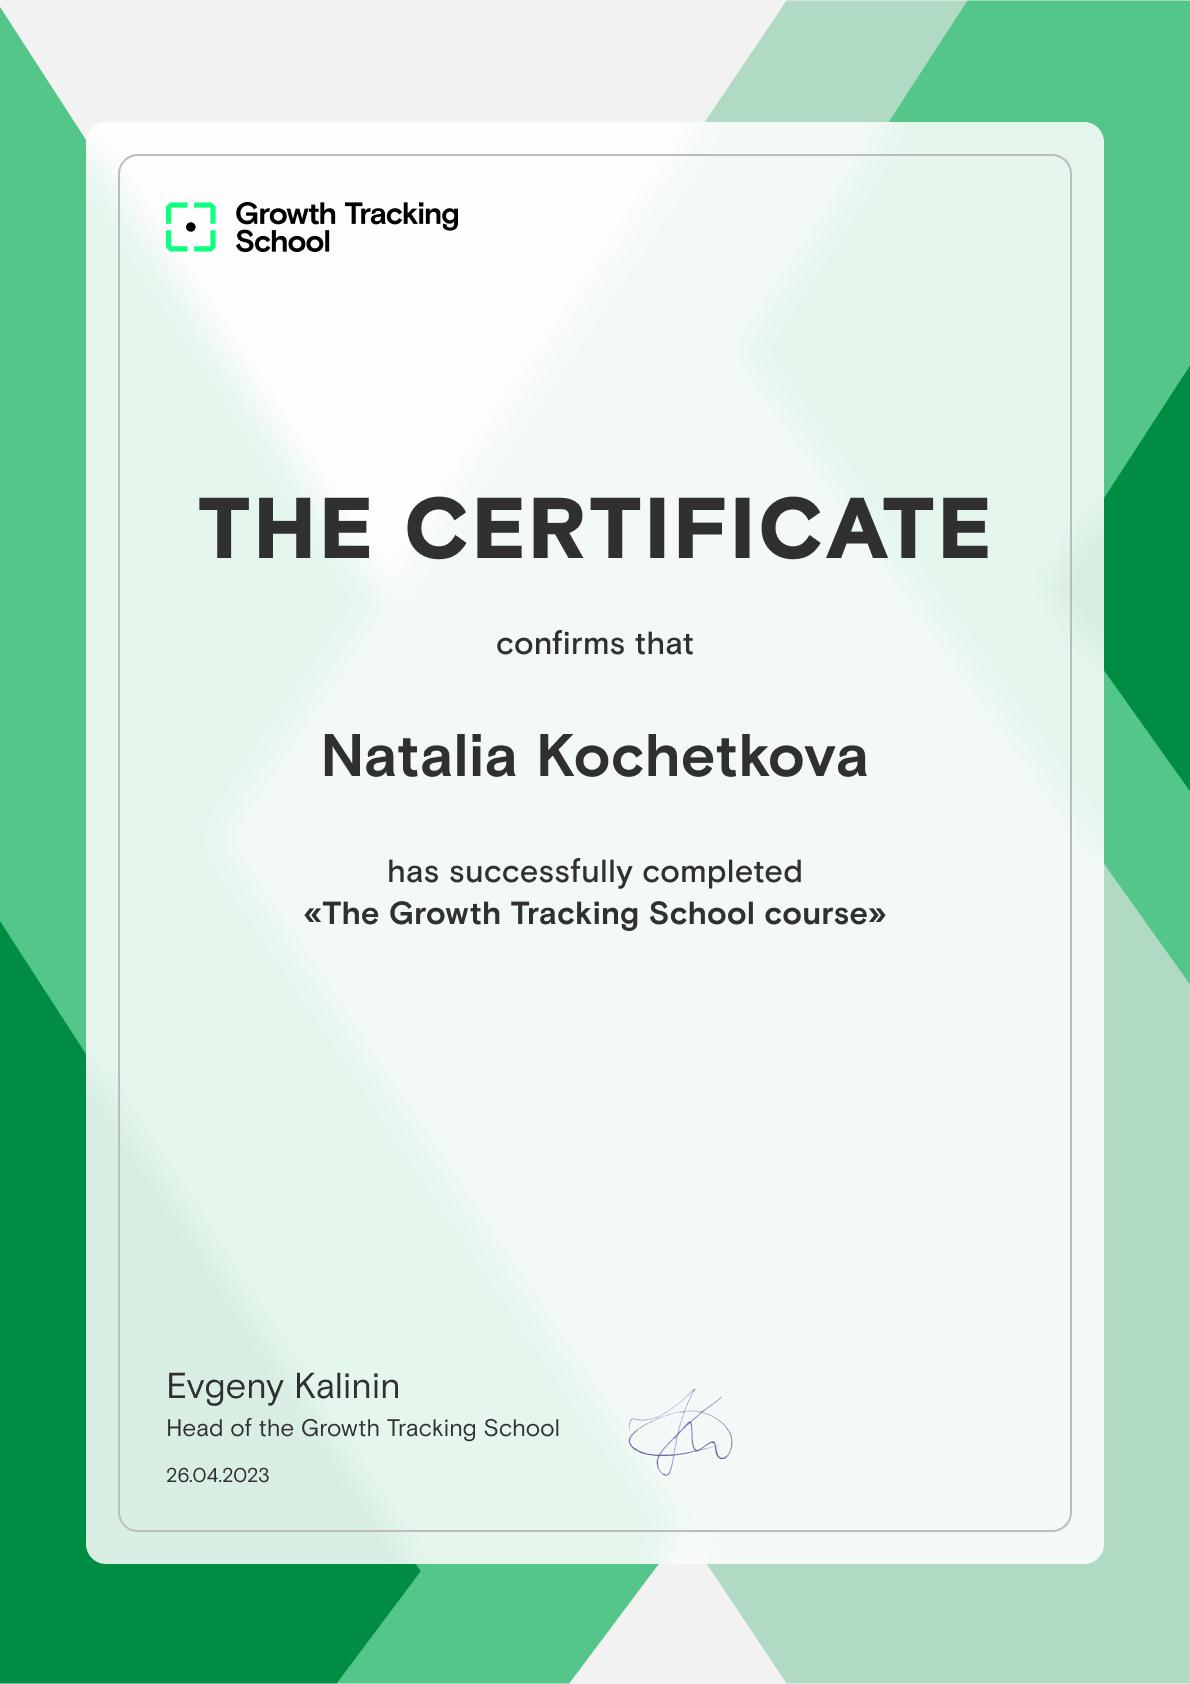 Growth Tracking
School
THE CERTIFICATE
confirms that
Natalia Kochetkova
has successfully completed
«The Growth Tracking School course»
Evgeny Kalinin
Head of the Growth Tracking School
26.04.2023